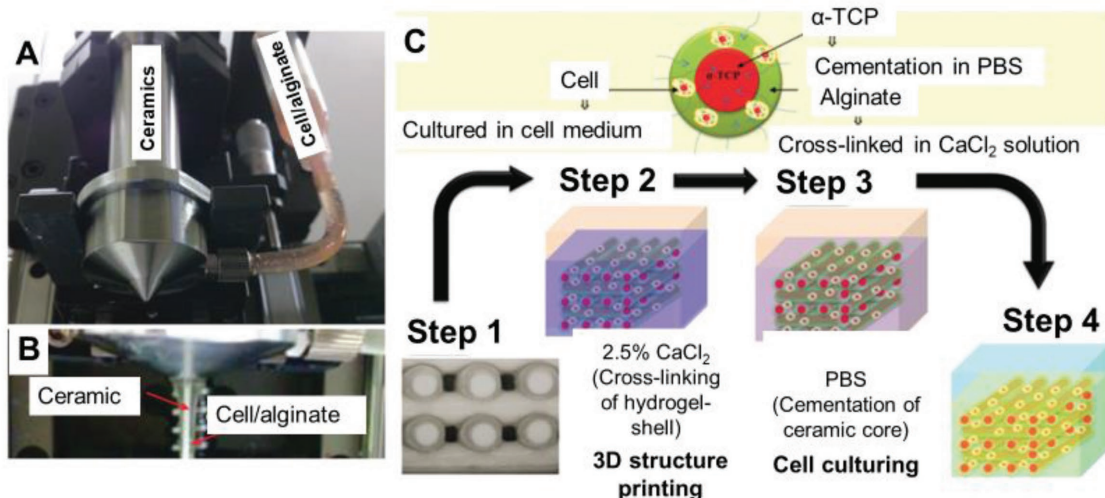 A
Ceramics
Cell/alginate
B
Ceramic
Cell/alginate
C
α-TCP
⇓
Cementation in PBS
Alginate
⇓
Cross-linked in CaCl₂ solution
Cell
⇓
Cultured in cell medium
α-TCP
Step 1
Step 2
Step 3
Step 4
2.5% CaCl₂
(Cross-linking
of hydrogel-
shell)
3D structure
printing
PBS
(Cementation of
ceramic core)
Cell culturing